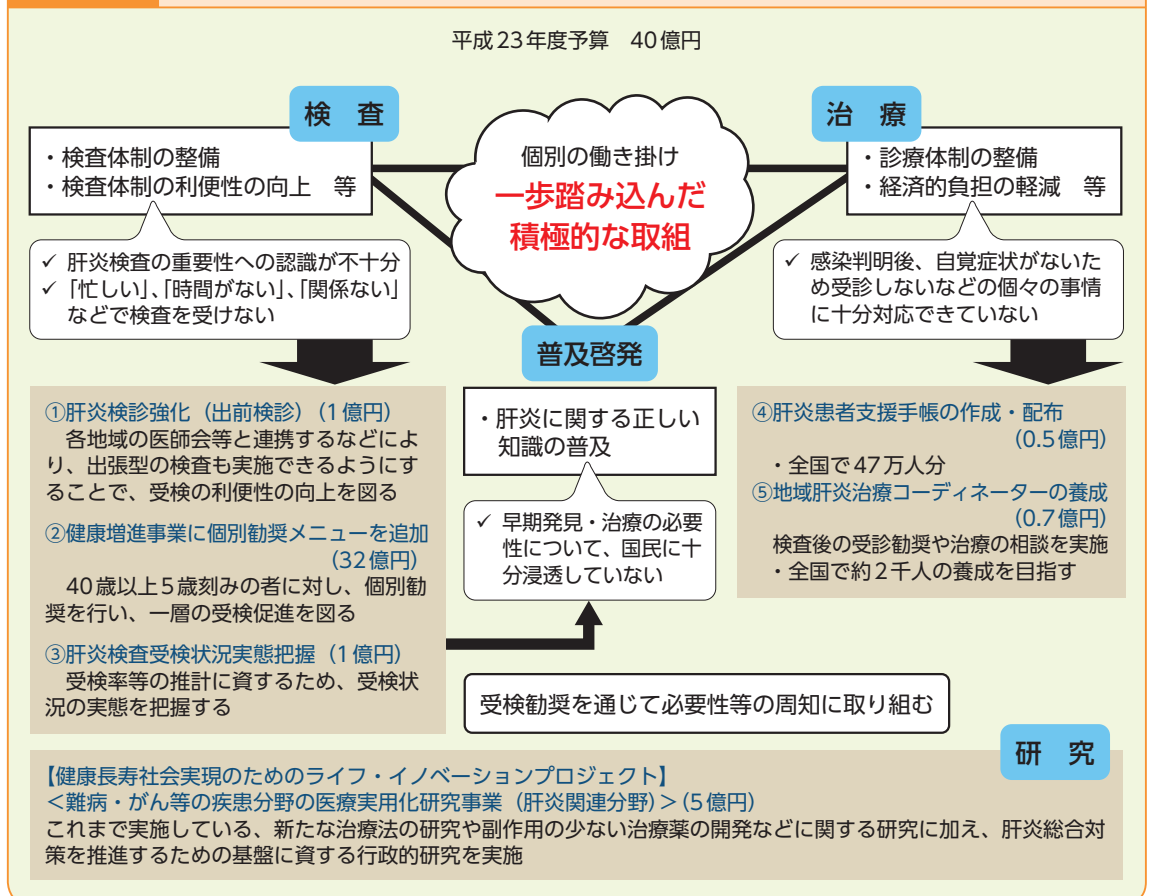 平成23年度予算　40億円
検　査
・検査体制の整備
・検査体制の利便性の向上　等
✓ 肝炎検査の重要性への認識が不十分
✓ 「忙しい」、「時間がない」、「関係ない」
などで検査を受けない
個別の働き掛け
一歩踏み込んだ
積極的な取組
治　療
・診療体制の整備
・経済的負担の軽減　等
✓ 感染判明後、自覚症状がないた
め受診しないなどの個々の事情
に十分対応できていない
普及啓発
・肝炎に関する正しい
知識の普及
✓ 早期発見・治療の必要
性について、国民に十
分浸透していない
①肝炎検診強化（出前検診）（1億円）
　各地域の医師会等と連携するなどによ
り、出張型の検査も実施できるようにす
ることで、受検の利便性の向上を図る
②健康増進事業に個別勧奨メニューを追加
（32億円）
　40歳以上5歳刻みの者に対し、個別勧
奨を行い、一層の受検促進を図る
③肝炎検査受検状況実態把握（1億円）
　受検率等の推計に資するため、受検状
況の実態を把握する
④肝炎患者支援手帳の作成・配布
（0.5億円）
・全国で47万人分
⑤地域肝炎治療コーディネーターの養成
（0.7億円）
検査後の受診勧奨や治療の相談を実施
・全国で約2千人の養成を目指す
受検勧奨を通じて必要性等の周知に取り組む
研　究
【健康長寿社会実現のためのライフ・イノベーションプロジェクト】
＜難病・がん等の疾患分野の医療実用化研究事業（肝炎関連分野）＞（5億円）
これまで実施している、新たな治療法の研究や副作用の少ない治療薬の開発などに関する研究に加え、肝炎総合対
策を推進するための基盤に資する行政的研究を実施